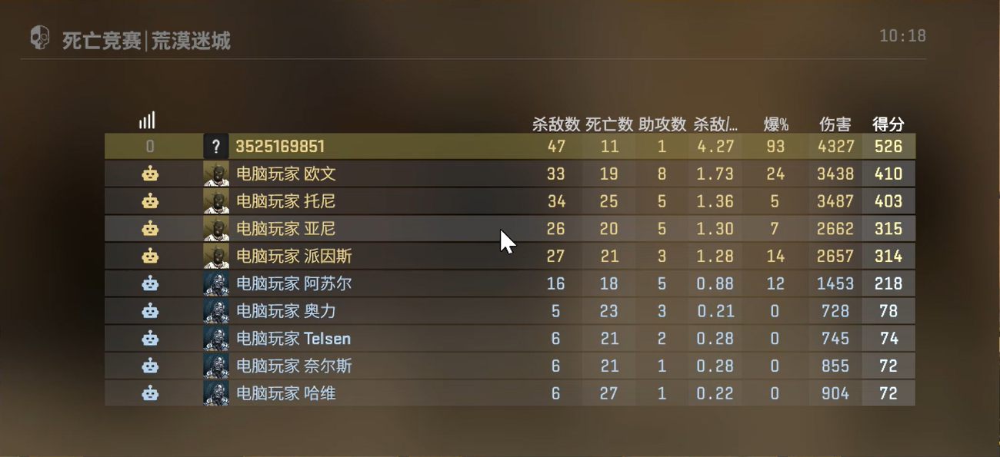 死亡竞赛|荒漠迷城 10:18
杀敌数 死亡数 助攻数 杀敌/... 爆% 伤害 得分
0 ? 3525169851 47 11 1 4.27 93 4327 526
电脑玩家 欧文 33 19 8 1.73 24 3438 410
电脑玩家 托尼 34 25 5 1.36 5 3487 403
电脑玩家 亚尼 26 20 5 1.30 7 2662 315
电脑玩家 派因斯 27 21 3 1.28 14 2657 314
电脑玩家 阿苏尔 16 18 5 0.88 12 1453 218
电脑玩家 奥力 5 23 3 0.21 0 728 78
电脑玩家 Telsen 6 21 2 0.28 0 745 74
电脑玩家 奈尔斯 6 21 1 0.28 0 855 72
电脑玩家 哈维 6 27 1 0.22 0 904 72